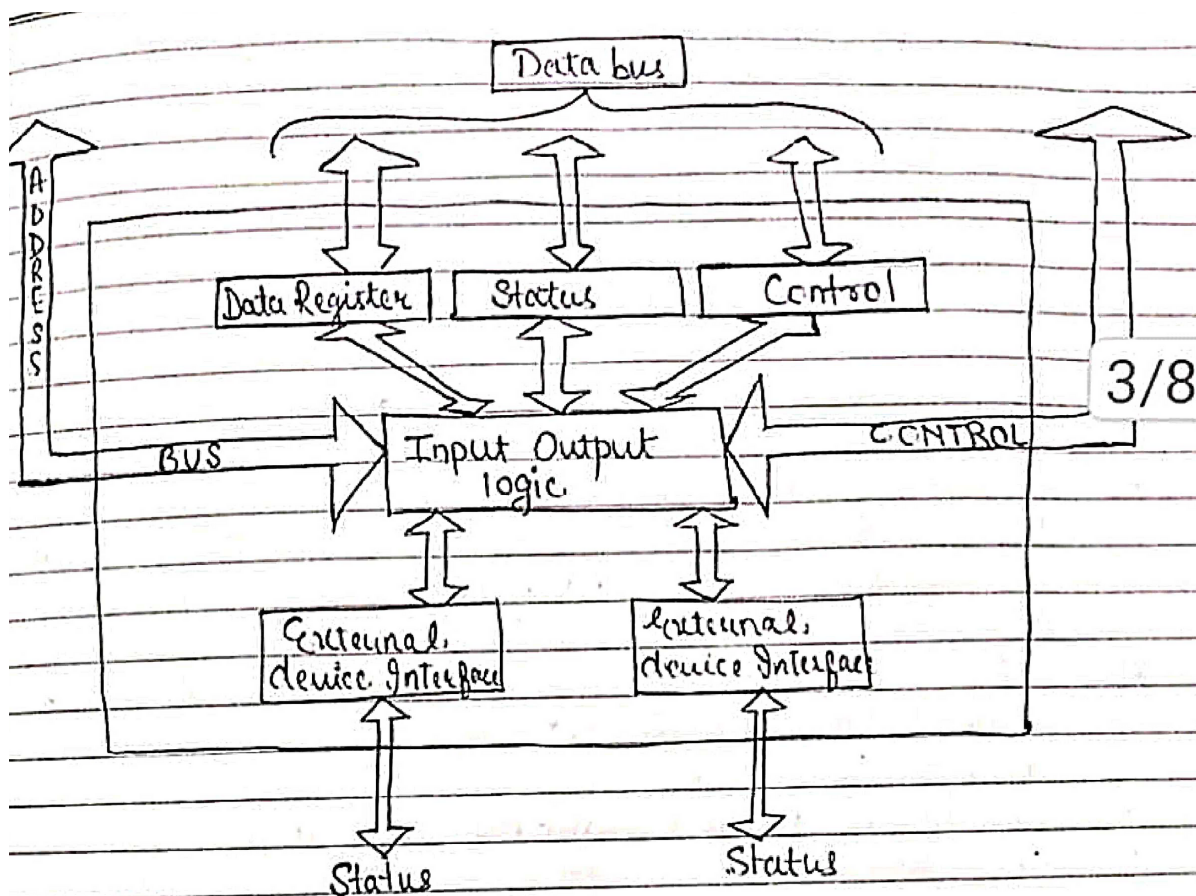 Data bus
ADDRESS
Data Register
Status
Control
3/8
BUS
Input Output
logic
CONTROL
External
device Interface
External
device Interface
Status
Status